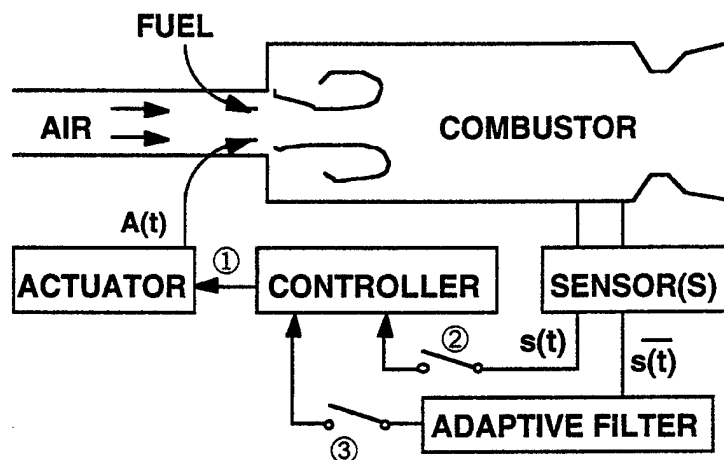 FUEL
AIR
COMBUSTOR
A(t)
①
②
③
ACTUATOR
CONTROLLER
SENSOR(S)
s(t)
s(t)
ADAPTIVE FILTER